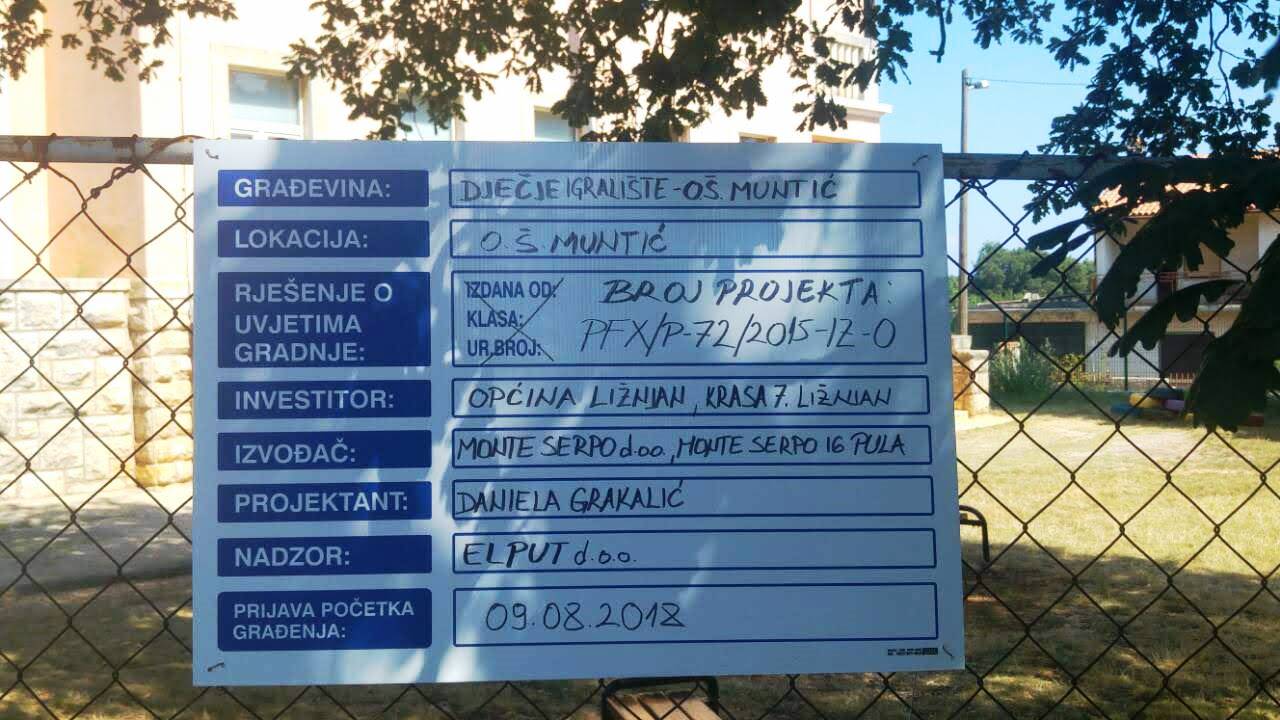 GRAĐEVINA: DJEČJE IGRALIŠTE - OŠ. MUNTIĆ
LOKACIJA: O.Š. MUNTIĆ
RJEŠENJE O
UVJETIMA
GRADNJE:
IZDANA OD: BROJ PROJEKTA:
KLASA:
UR.BROJ: PFX/P-72/2015-IZ-O
INVESTITOR: OPĆINA LIŽNJAN, KRASA 7. LIŽNJAN
IZVOĐAČ: MONTE SERPO d.o.o., MONTE SERPO 16 PULA
PROJEKTANT: DANIELA GRAKALIĆ
NADZOR: ELPUT d.o.o.
PRIJAVA POČETKA
GRAĐENJA:
09.08.2018